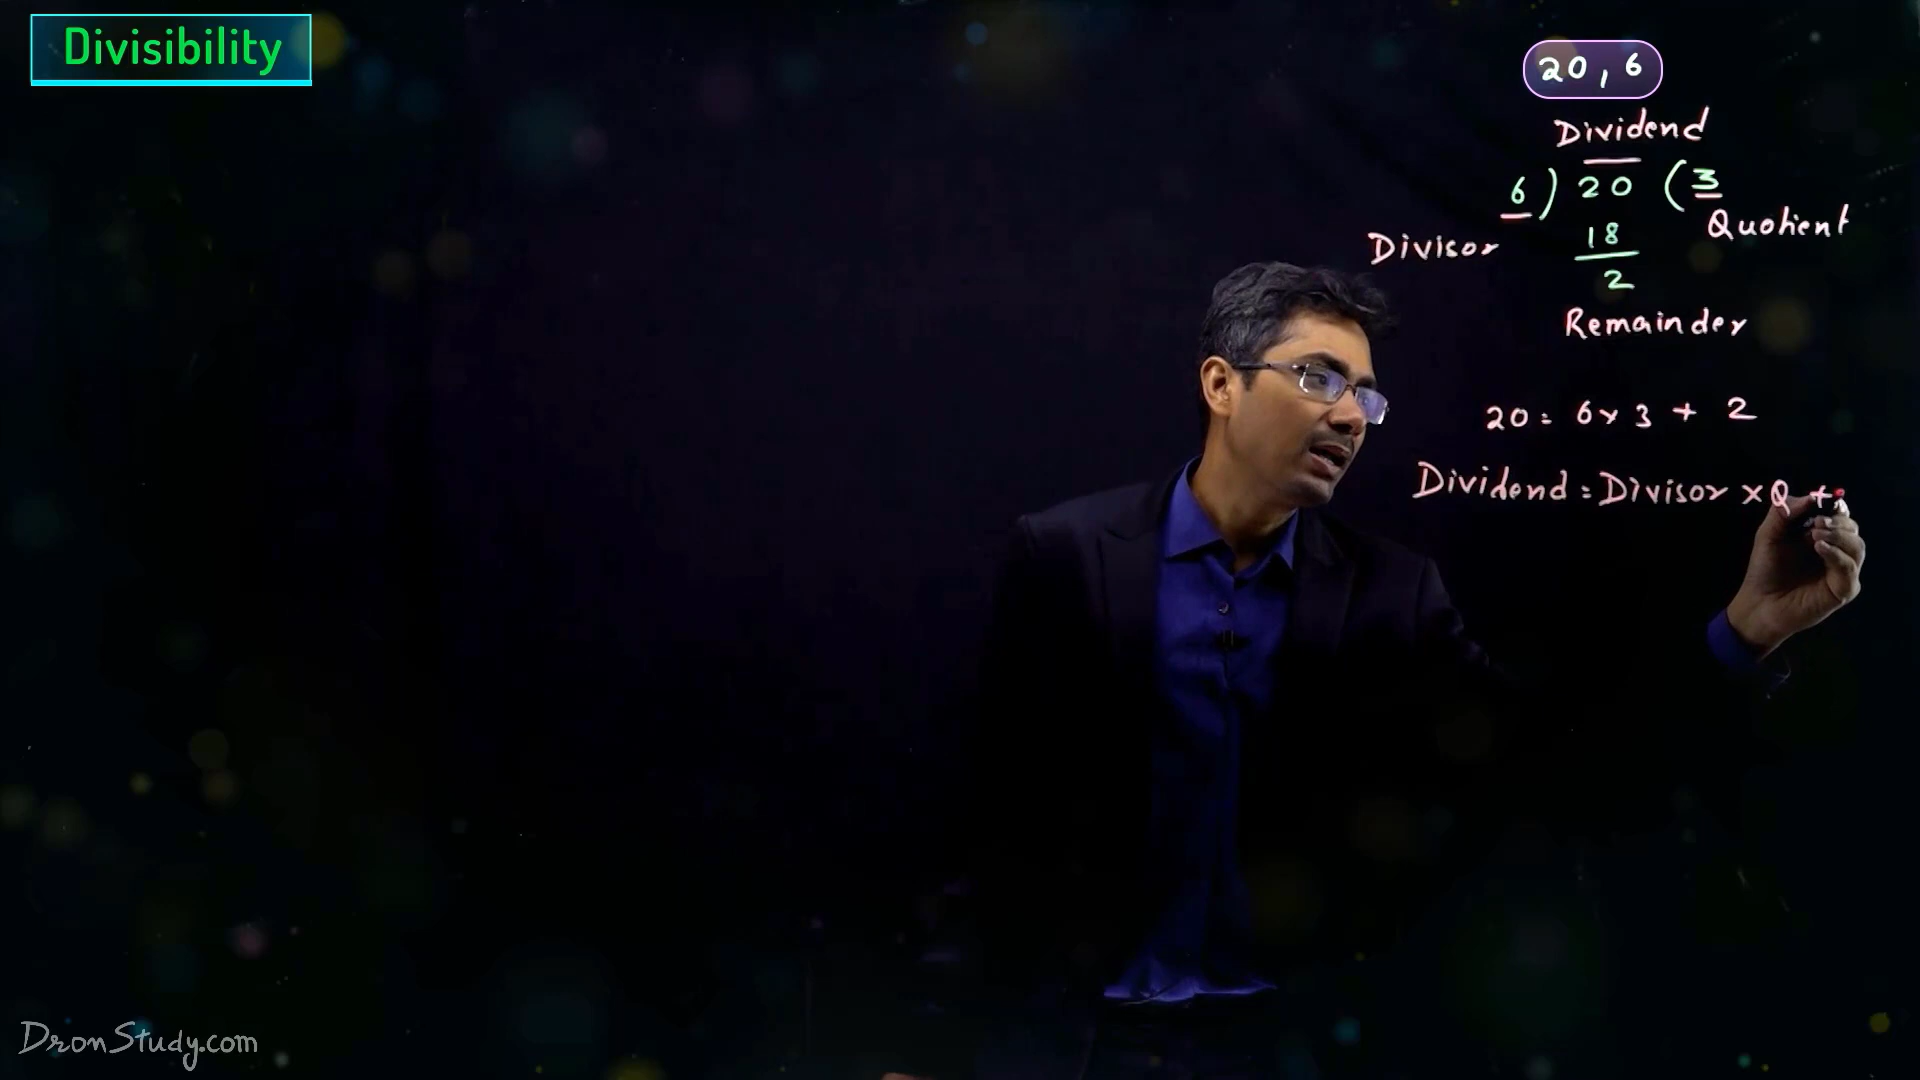 Divisibility
20, 6
Dividend
6 ) 20 ( 3
Quotient
Divisor
18
2
Remainder
20 = 6 x 3 + 2
Dividend = Divisor x Q +
DronStudy.com